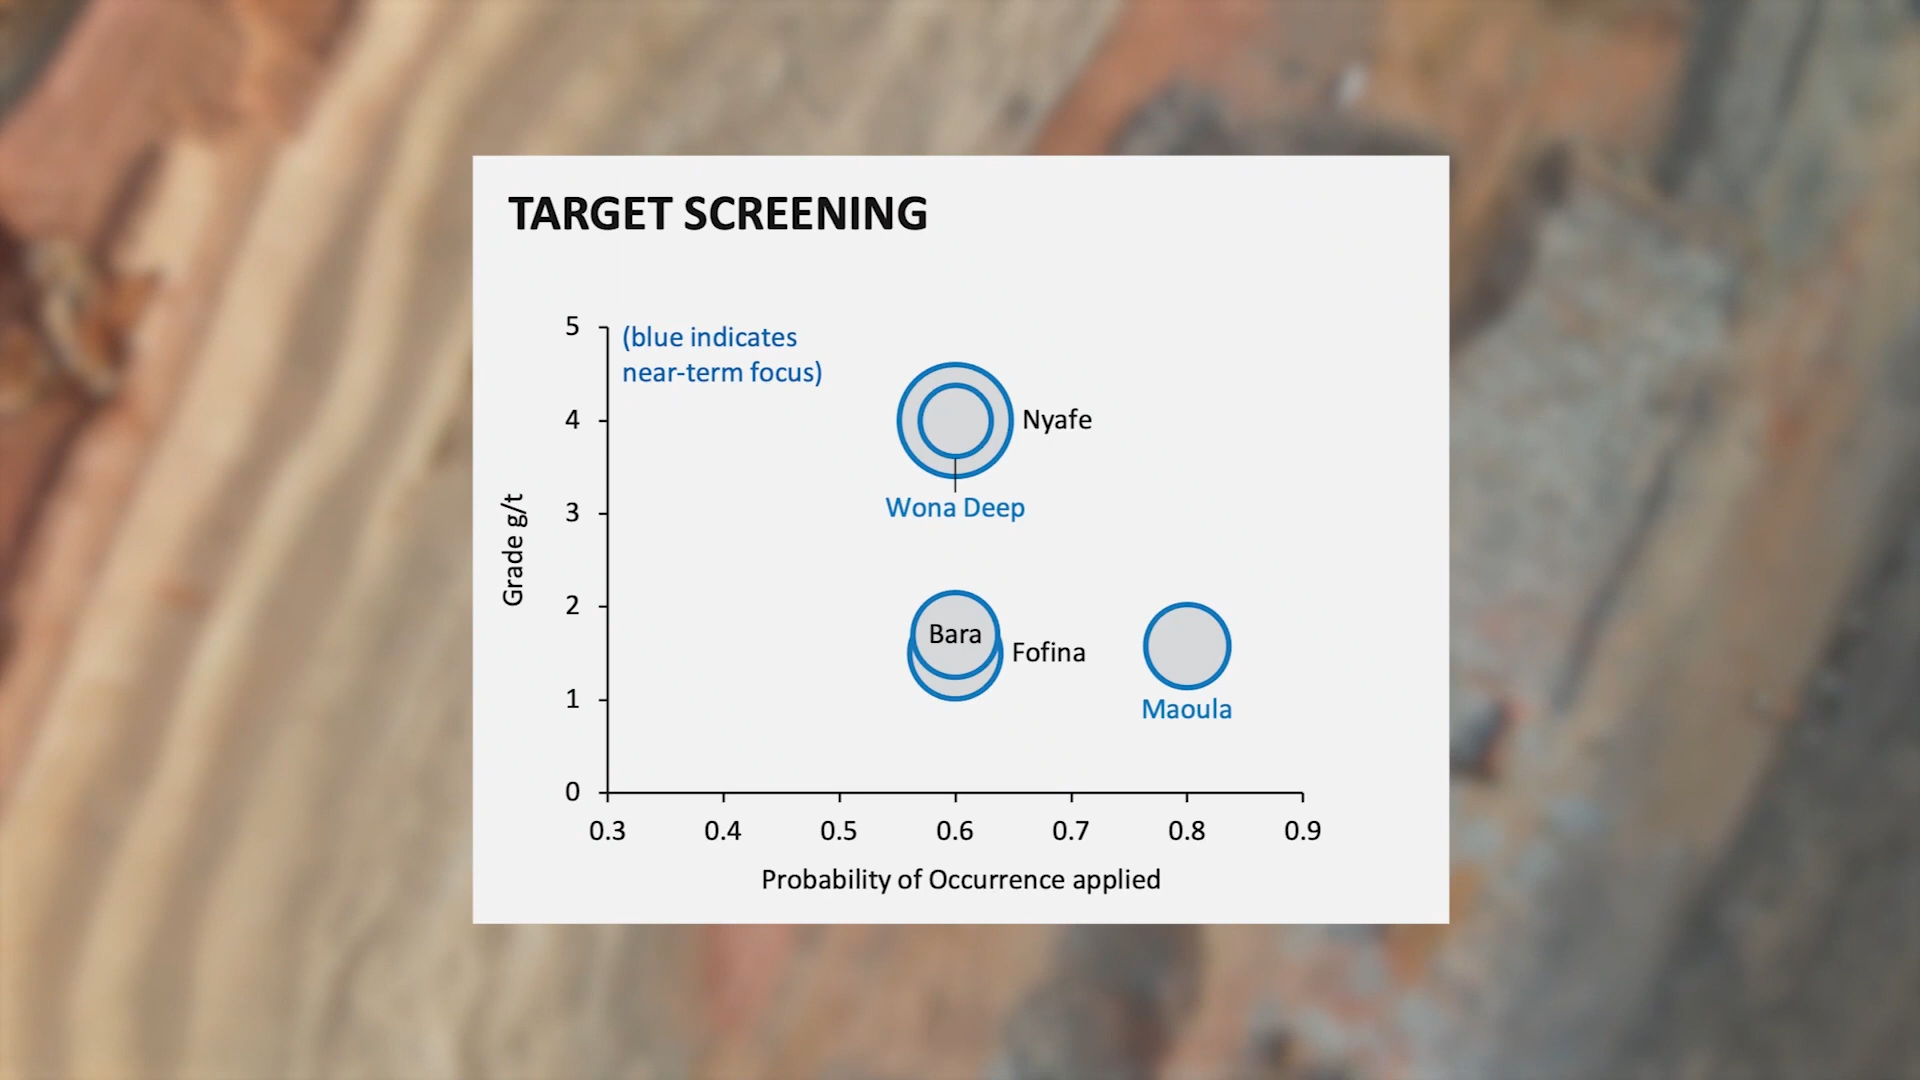 TARGET SCREENING
5
(blue indicates
near-term focus)
4
Nyafe
3
Wona Deep
Grade g/t
2
Bara
Fofina
1
Maoula
0
0.3 0.4 0.5 0.6 0.7 0.8 0.9
Probability of Occurrence applied